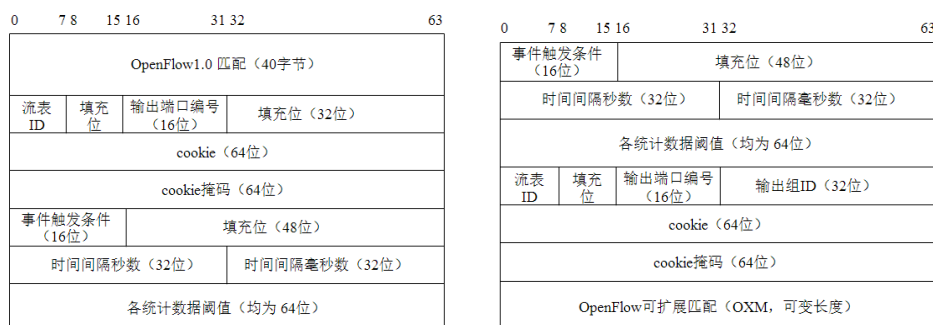 0 7 8 15 16 31 32 63
OpenFlow1.0 匹配（40字节）
流表
ID
填充
位
输出端口编号
（16位）
填充位（32位）
cookie（64位）
cookie掩码（64位）
事件触发条件
（16位）
填充位（48位）
时间间隔秒数（32位）
时间间隔毫秒数（32位）
各统计数据阈值（均为 64位）
0 7 8 15 16 31 32 63
事件触发条件
（16位）
填充位（48位）
时间间隔秒数（32位）
时间间隔毫秒数（32位）
各统计数据阈值（均为 64位）
流表
ID
填充
位
输出端口编号
（16位）
输出组ID（32位）
cookie（64位）
cookie掩码（64位）
OpenFlow可扩展匹配（OXM，可变长度）